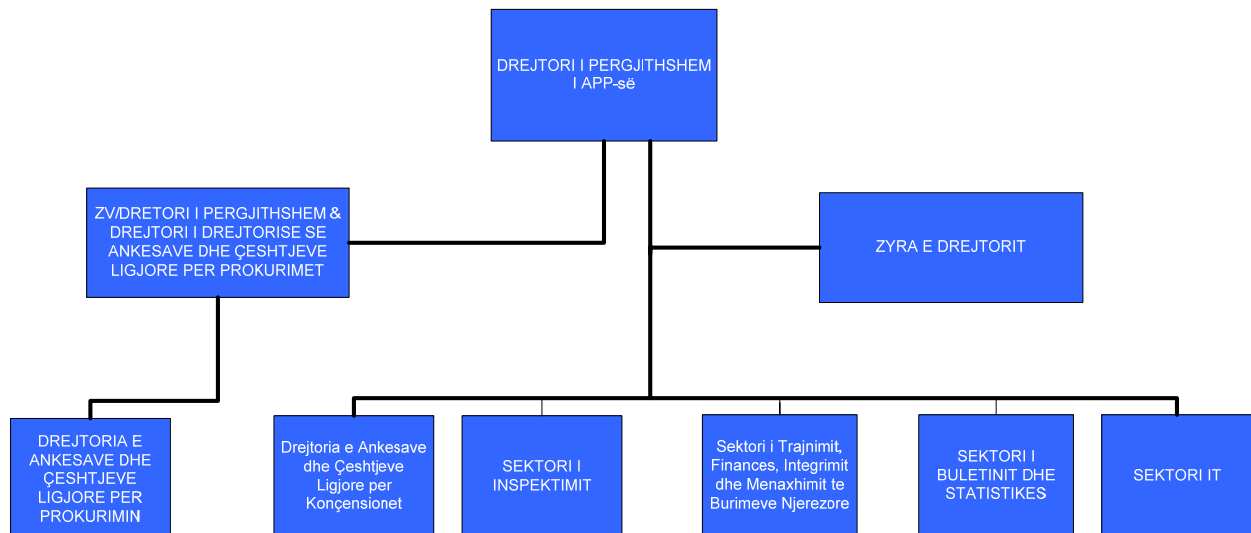 DREJTORI I PERGJITHSHEM
I APP-së
ZV/DRETORI I PERGJITHSHEM &
DREJTORI I DREJTORISE SE
ANKESAVE DHE ÇESHTJEVE
LIGJORE PER PROKURIMET
ZYRA E DREJTORIT
DREJTORIA E
ANKESAVE DHE
ÇESHTJEVE
LIGJORE PER
PROKURIMIN
Drejtoria e Ankesave
dhe Çeshtjeve
Ligjore per
Konçensionet
SEKTORI I
INSPEKTIMIT
Sektori i Trajnimit,
Finances, Integrimit
dhe Menaxhimit te
Burimeve Njerezore
SEKTORI I
BULETINIT DHE
STATISTIKES
SEKTORI IT